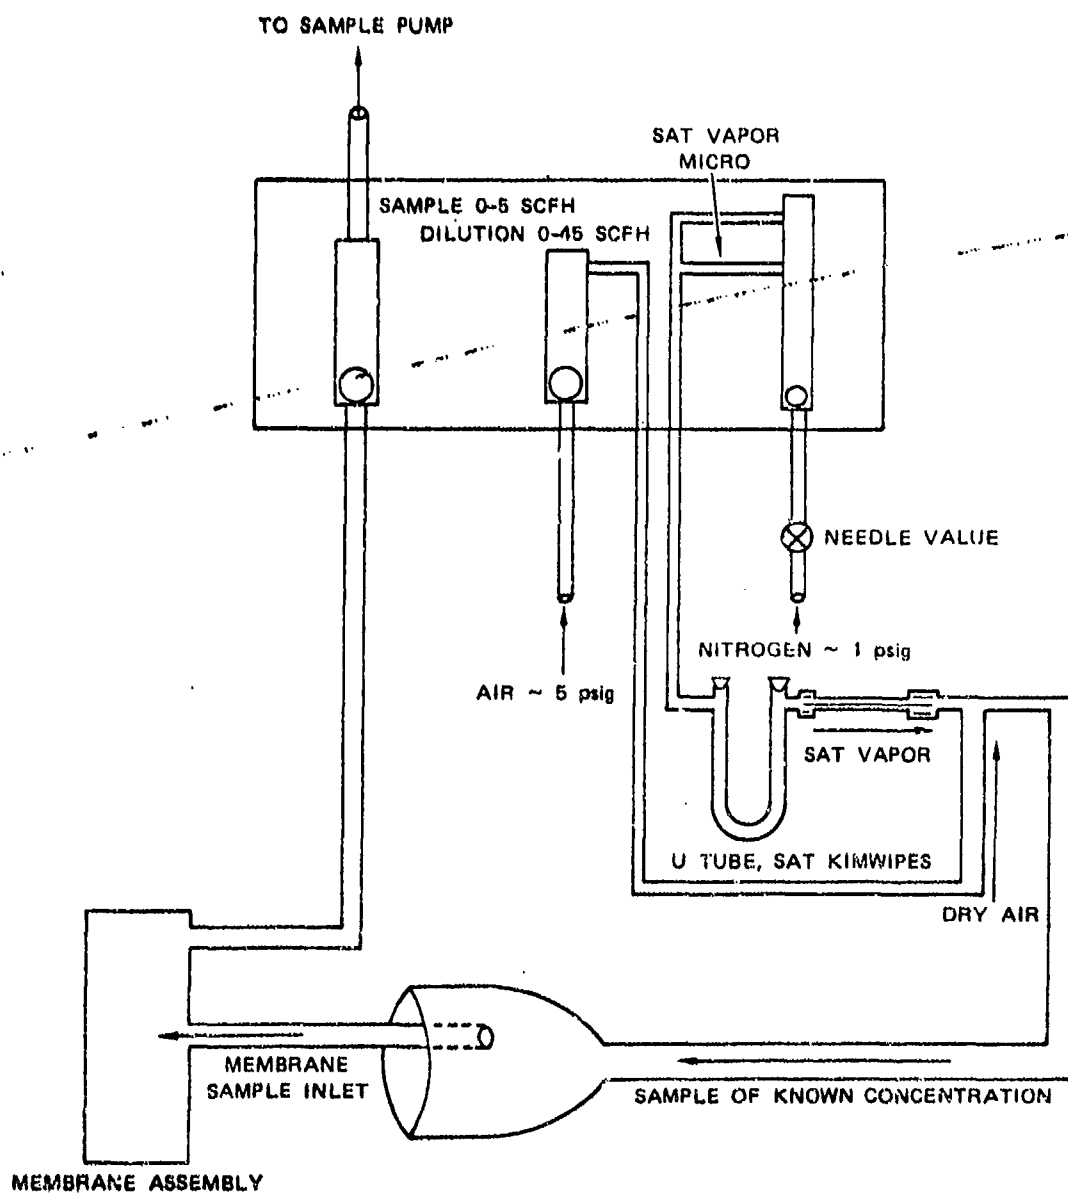 TO SAMPLE PUMP
SAT VAPOR
MICRO
SAMPLE 0-5 SCFH
DILUTION 0-45 SCFH
NEEDLE VALUE
NITROGEN ~ 1 psig
AIR ~ 5 psig
SAT VAPOR
U TUBE, SAT KIMWIPES
DRY AIR
MEMBRANE
SAMPLE INLET
SAMPLE OF KNOWN CONCENTRATION
MEMBRANE ASSEMBLY